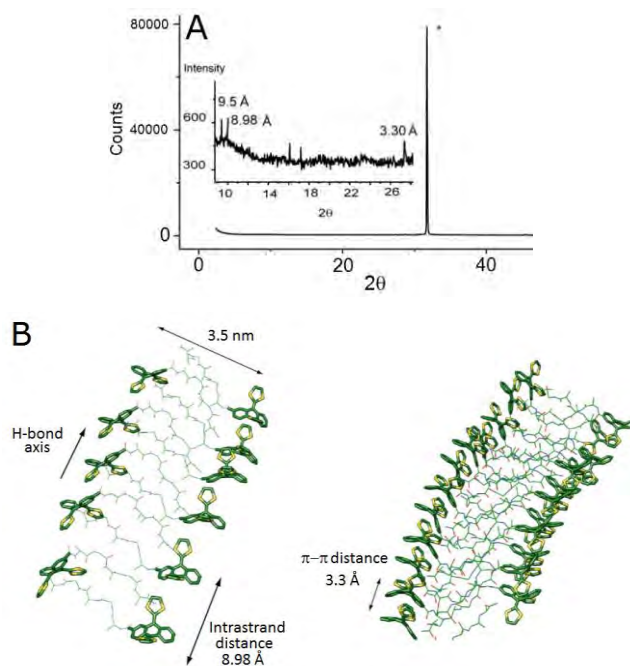 A
80000
40000
0
Counts
0
20
40
2θ
*
Intensity
600
300
9.5 Å
8.98 Å
3.30 Å
10
14
18
22
26
2θ
B
3.5 nm
H-bond
axis
Intrastrand
distance
8.98 Å
π–π distance
3.3 Å